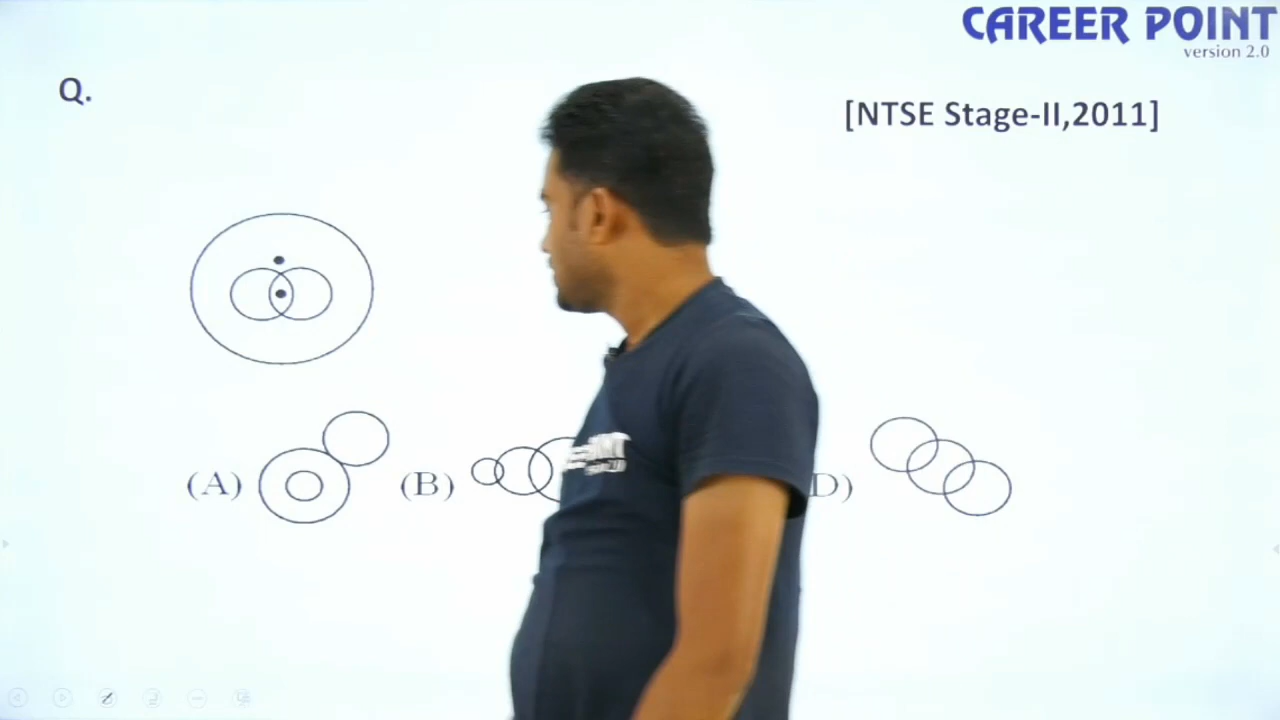 CAREER POINT
version 2.0
Q.
[NTSE Stage-II,2011]
(A)
(B)
D)